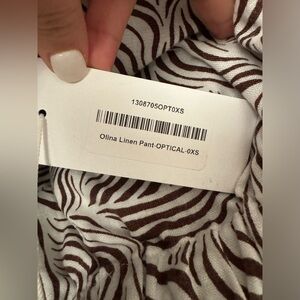 1308705OPT0XS
Olina Linen Pant-OPTICAL-0XS